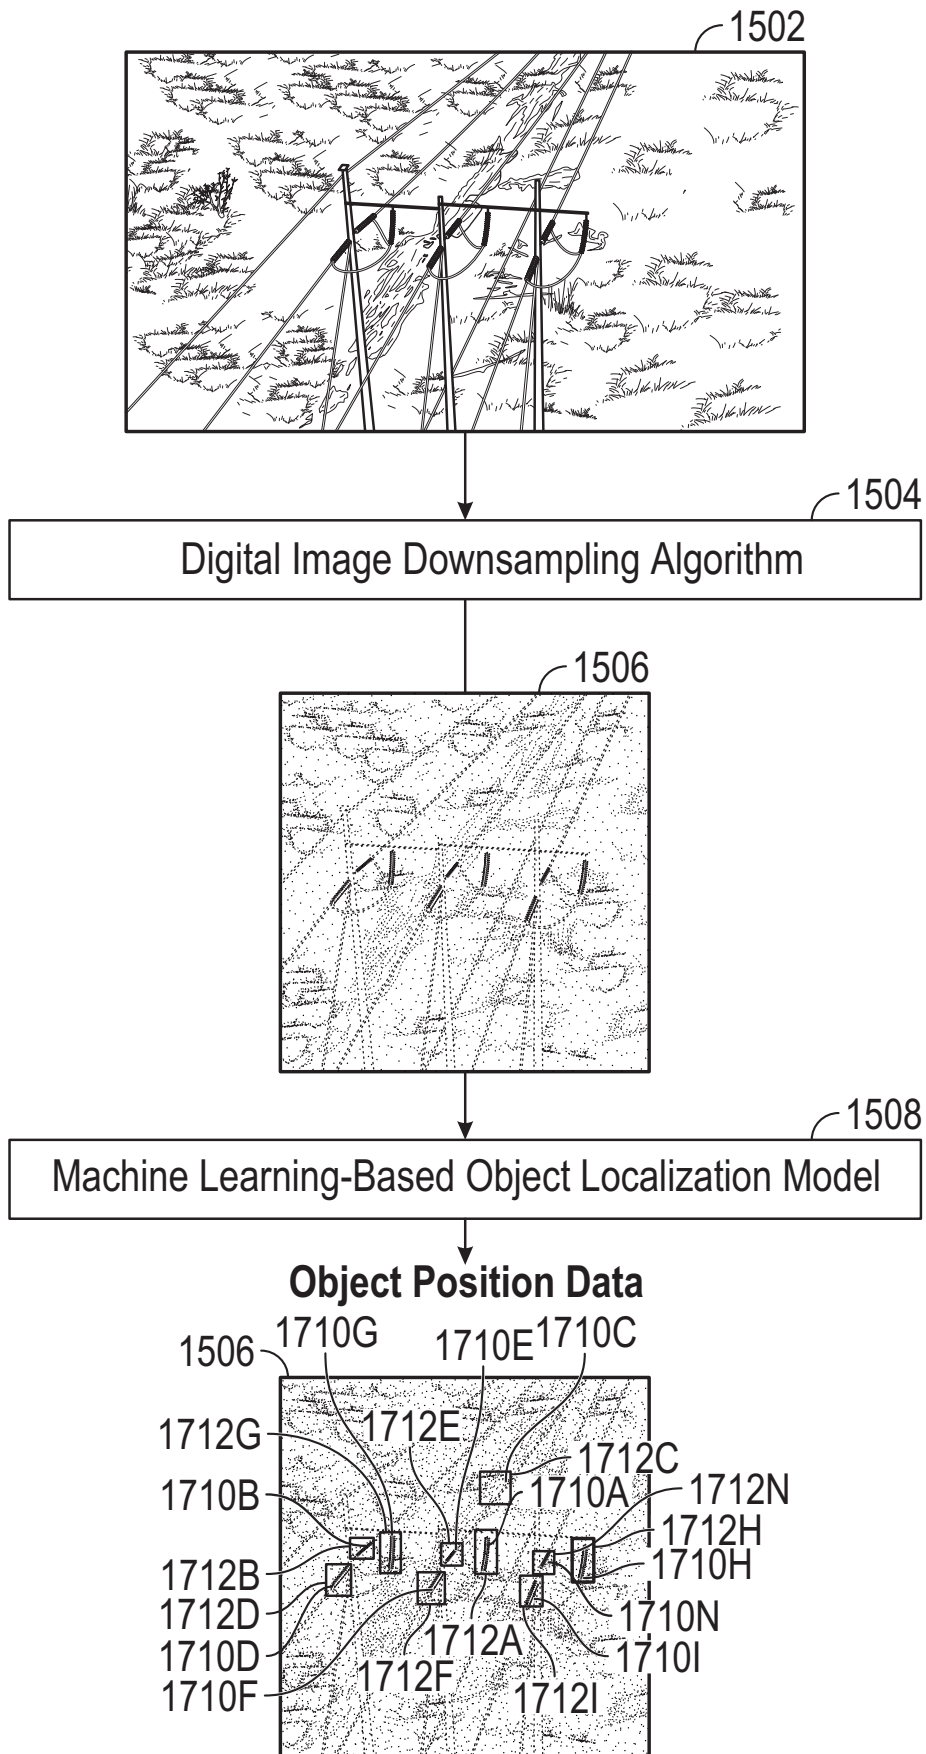 1502
1504
Digital Image Downsampling Algorithm
1506
1508
Machine Learning-Based Object Localization Model
Object Position Data
1710G
1710E
1710C
1506
1712E
1712G
1712C
1710B
1710A
1712N
1712H
1712B
1710H
1712D
1710N
1710D
1712A
1710I
1710F
1712F
1712I